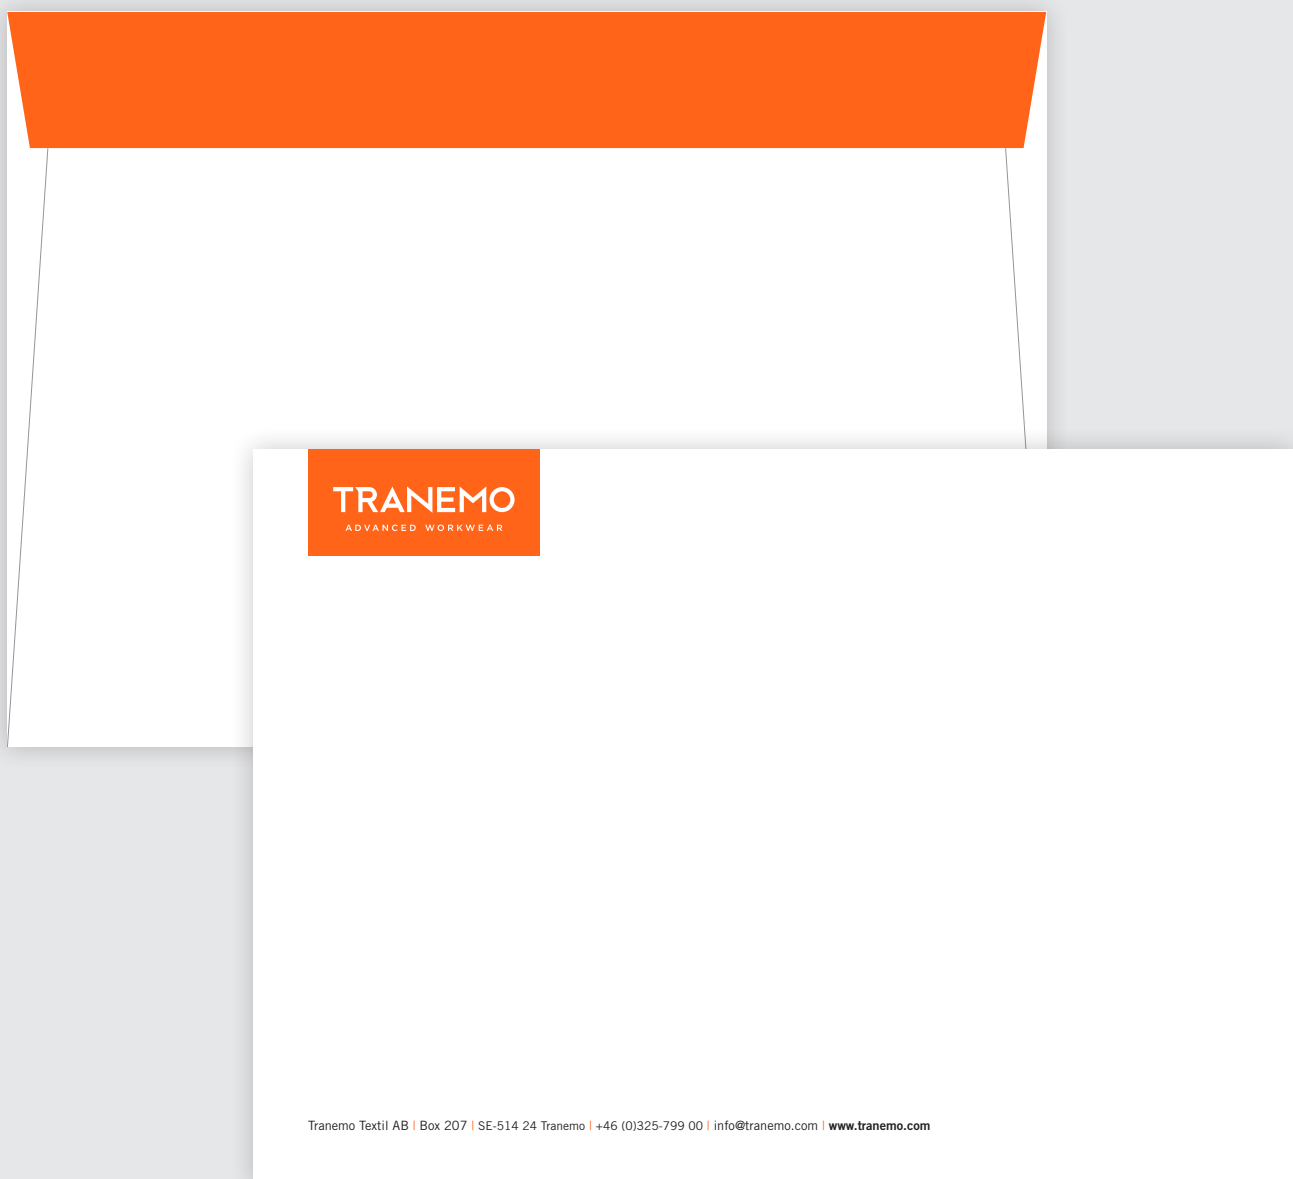 TRANEMO
ADVANCED WORKWEAR
Tranemo Textil AB | Box 207 | SE-514 24 Tranemo | +46 (0)325-799 00 | info@tranemo.com | www.tranemo.com